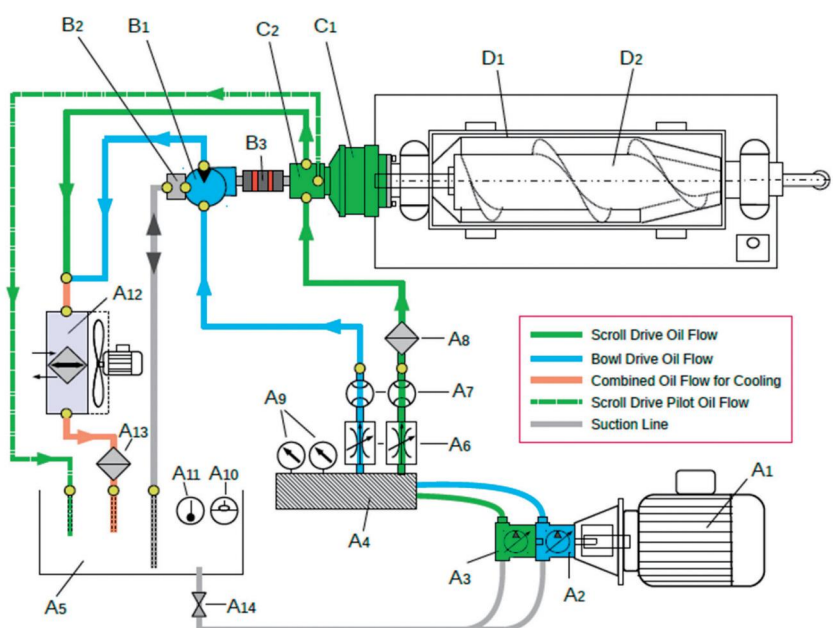 B2
B1
C2
C1
D1
D2
B3
A12
A8
A7
A9
A6
A13
A11
A10
A1
A4
A3
A2
A5
A14
Scroll Drive Oil Flow
Bowl Drive Oil Flow
Combined Oil Flow for Cooling
Scroll Drive Pilot Oil Flow
Suction Line